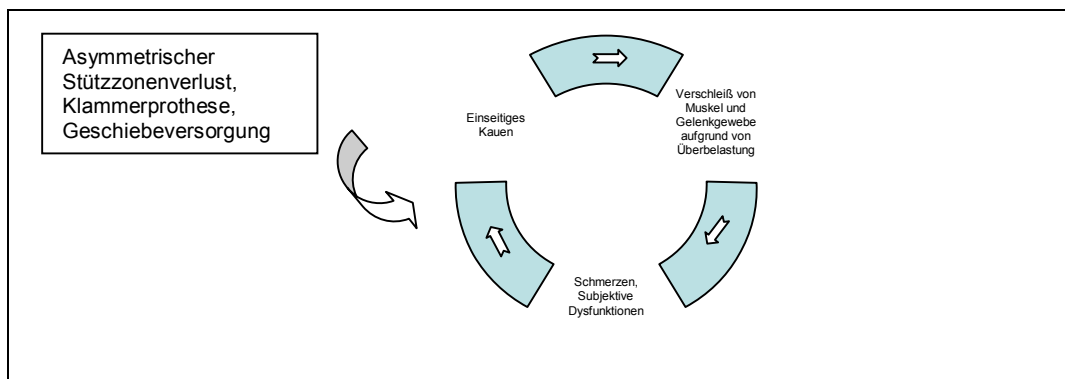 Asymmetrischer
Stützzonenverlust,
Klammerprothese,
Geschiebeversorgung
Einseitiges
Kauen
Verschleiß von
Muskel und
Gelenkgewebe
aufgrund von
Überbelastung
Schmerzen,
Subjektive
Dysfunktionen